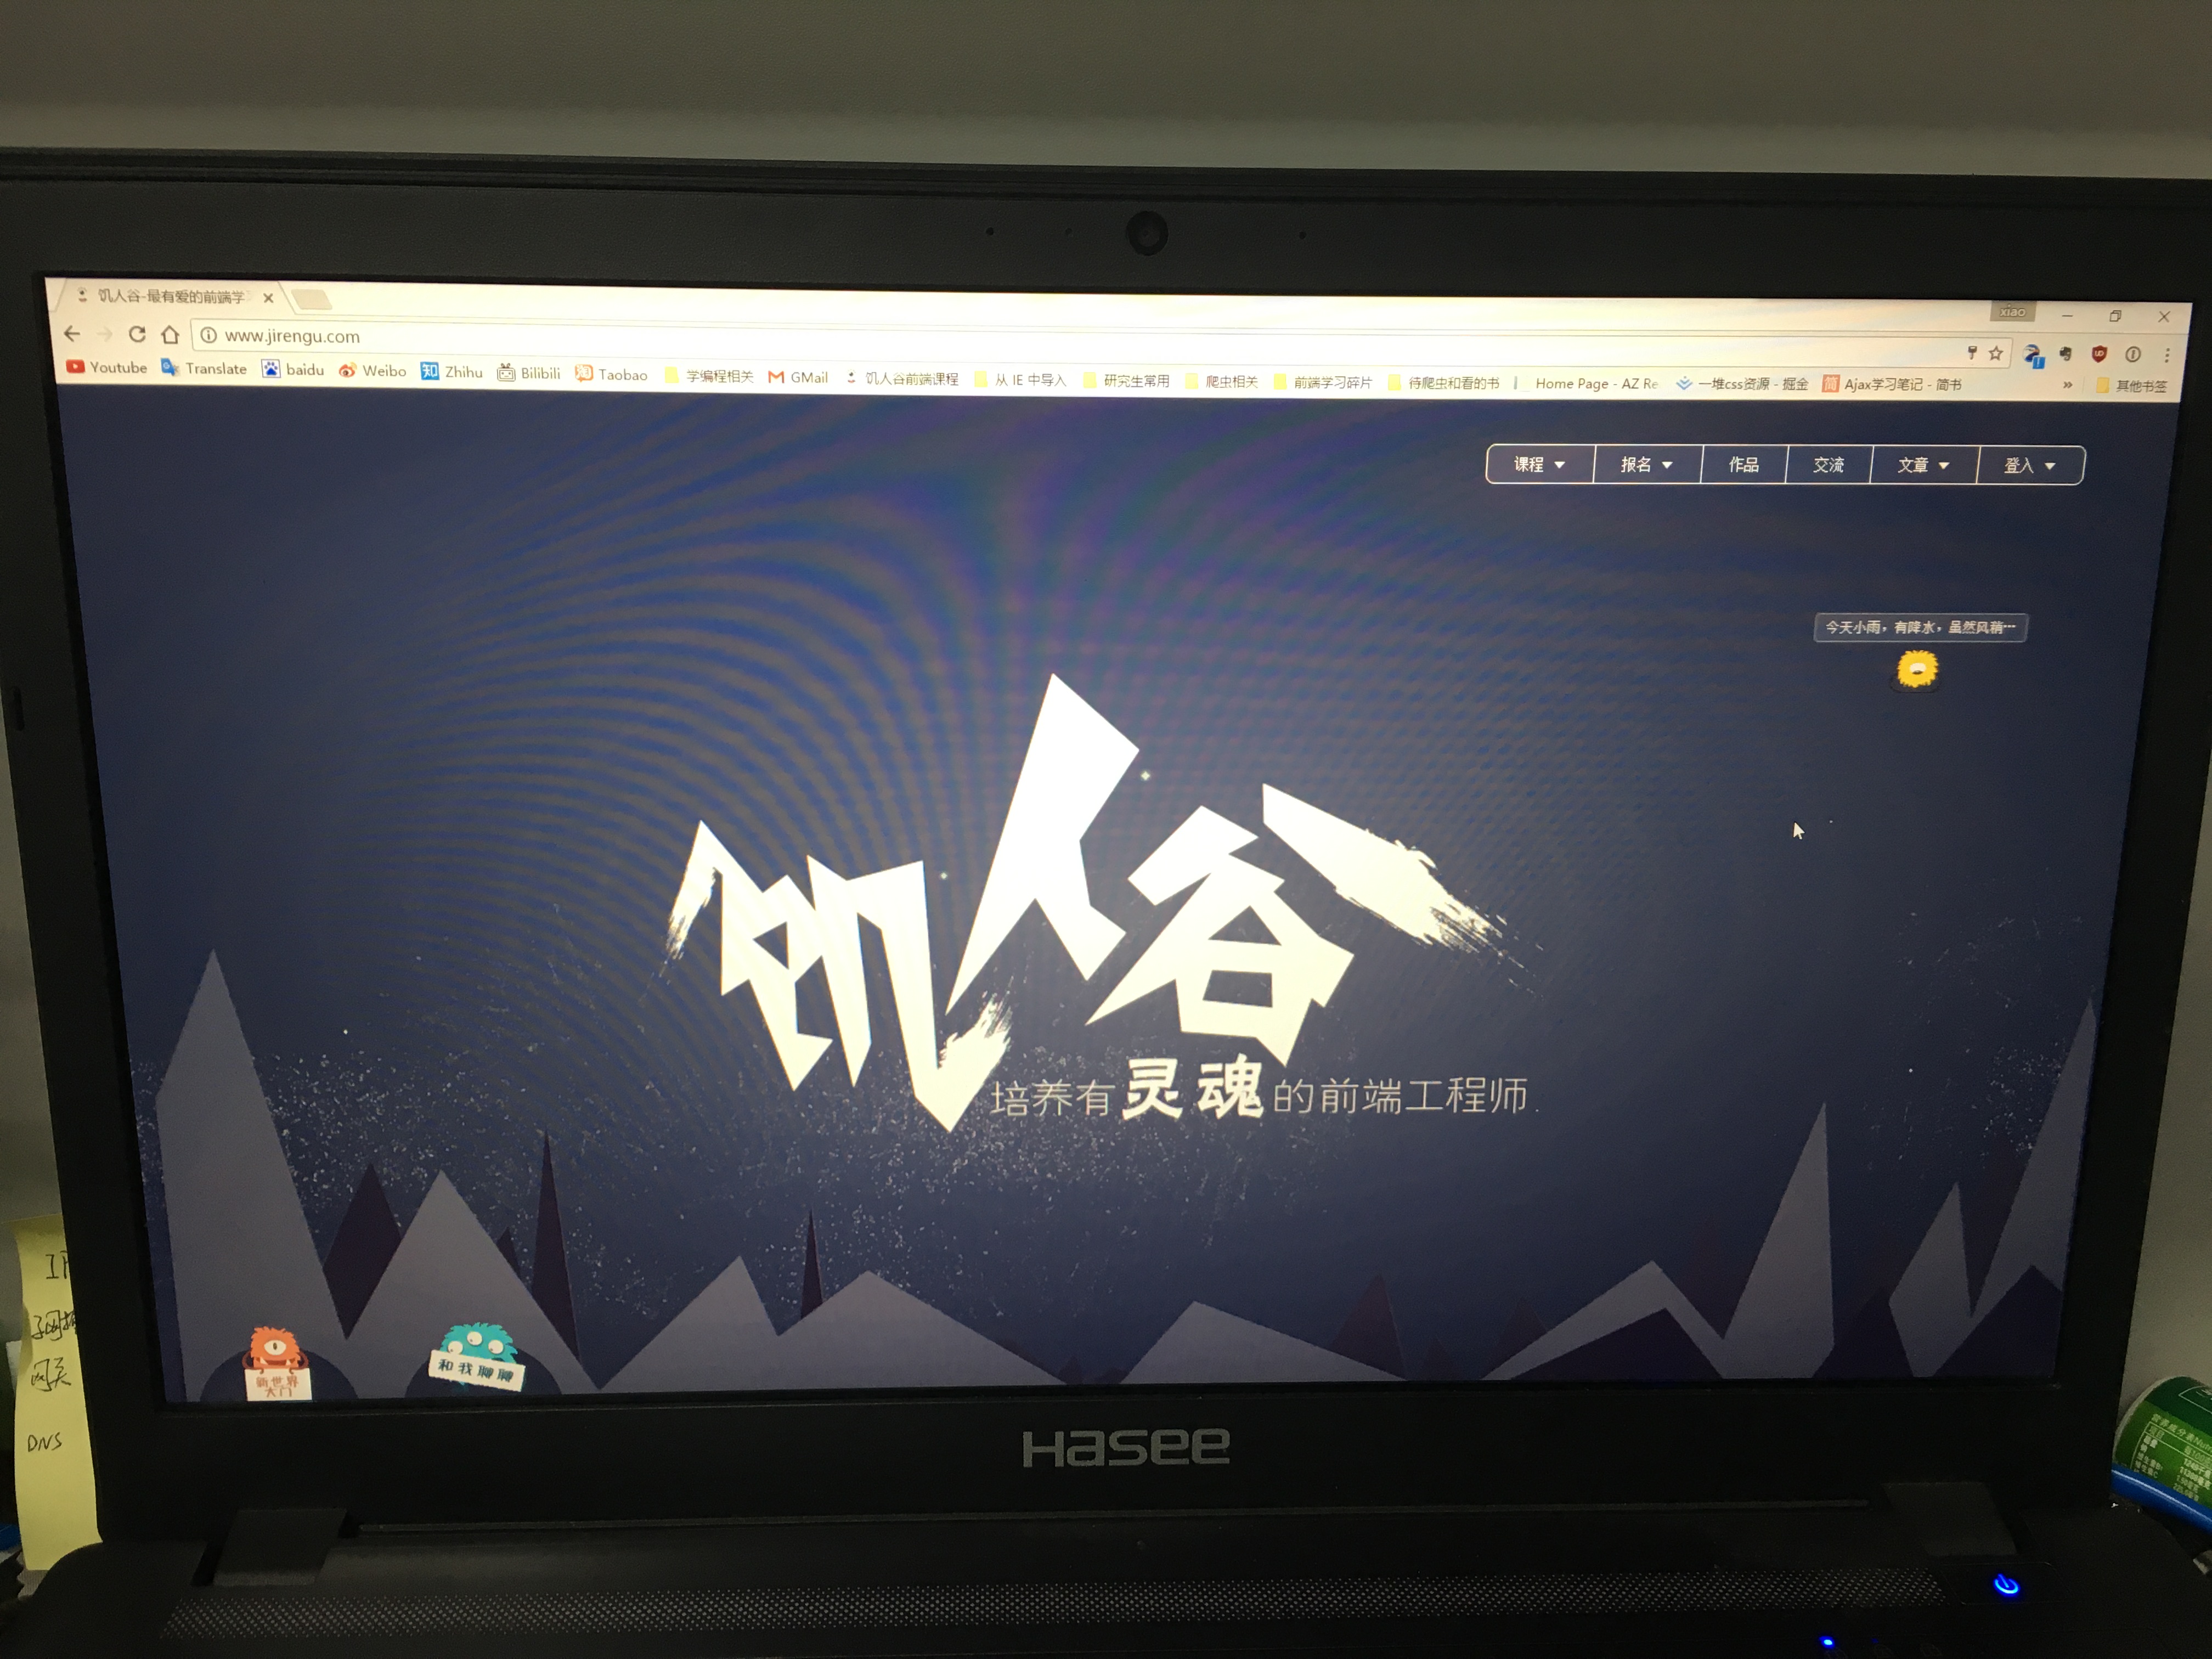 饥人谷-最有爱的前端学
xiao
www.jirengu.com
Youtube Translate baidu Weibo Zhihu Bilibili Taobao 学编程相关 GMail 饥人谷前端课程 从 IE 中导入 研究生常用 爬虫相关 前端学习碎片 待爬虫和看的书 Home Page - AZ Re 一堆css资源 - 掘金 Ajax学习笔记 - 简书 » 其他书签
课程 报名 作品 交流 文章 登入
今天小雨，有降水，虽然风稍…
饥人谷
培养有灵魂的前端工程师.
新世界
大门
和我聊聊
网关
DNS
Hasee